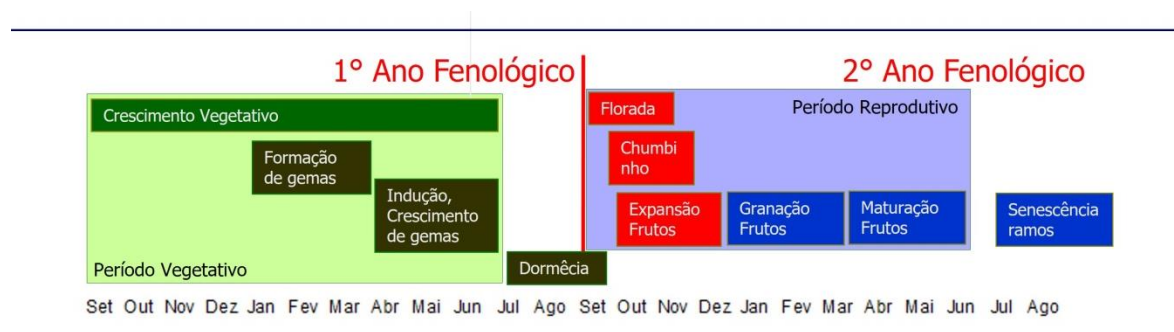 1° Ano Fenológico
2° Ano Fenológico
Crescimento Vegetativo
Formação
de gemas
Indução,
Crescimento
de gemas
Período Vegetativo
Dormêcia
Florada
Período Reprodutivo
Chumbi
nho
Expansão
Frutos
Granação
Frutos
Maturação
Frutos
Senescência
ramos
Set Out Nov Dez Jan Fev Mar Abr Mai Jun Jul Ago Set Out Nov Dez Jan Fev Mar Abr Mai Jun Jul Ago